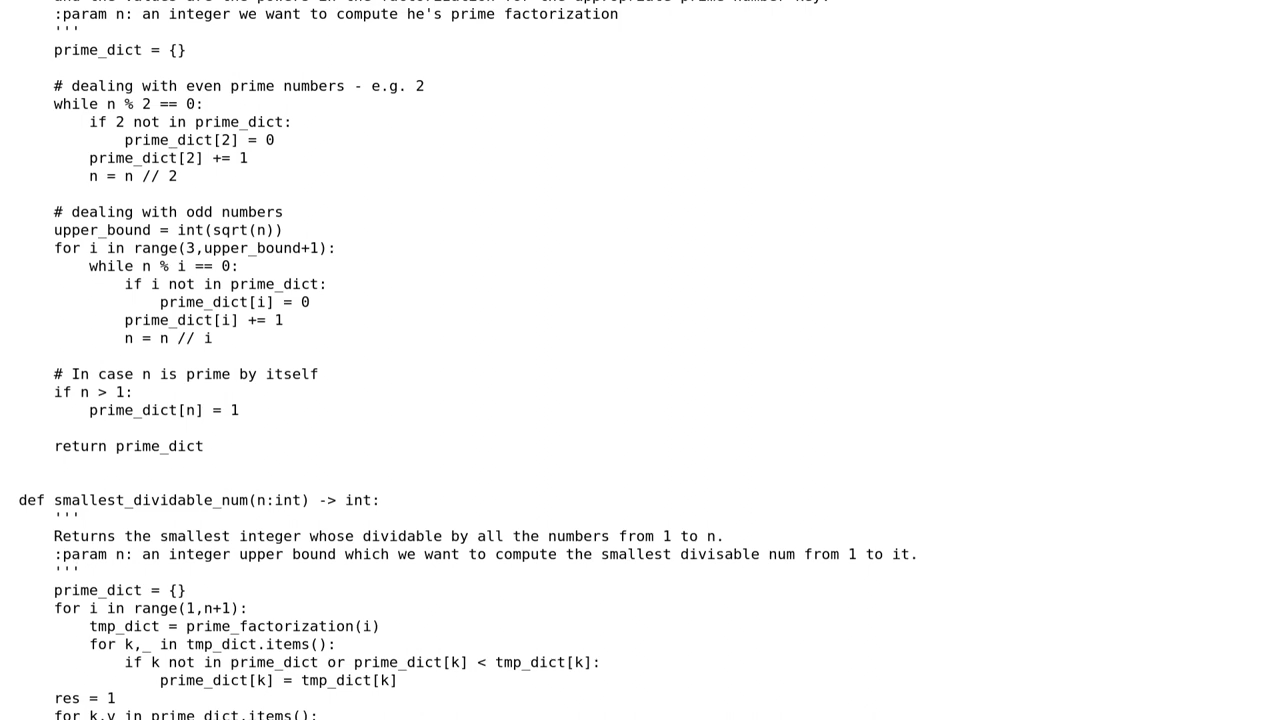 :param n: an integer we want to compute he's prime factorization
'''
prime_dict = {}
# dealing with even prime numbers - e.g. 2
while n % 2 == 0:
if 2 not in prime_dict:
prime_dict[2] = 0
prime_dict[2] += 1
n = n // 2
# dealing with odd numbers
upper_bound = int(sqrt(n))
for i in range(3,upper_bound+1):
while n % i == 0:
if i not in prime_dict:
prime_dict[i] = 0
prime_dict[i] += 1
n = n // i
# In case n is prime by itself
if n > 1:
prime_dict[n] = 1
return prime_dict
def smallest_dividable_num(n:int) -> int:
'''
Returns the smallest integer whose dividable by all the numbers from 1 to n.
:param n: an integer upper bound which we want to compute the smallest divisable num from 1 to it.
'''
prime_dict = {}
for i in range(1,n+1):
tmp_dict = prime_factorization(i)
for k,_ in tmp_dict.items():
if k not in prime_dict or prime_dict[k] < tmp_dict[k]:
prime_dict[k] = tmp_dict[k]
res = 1
for k,v in prime_dict.items():